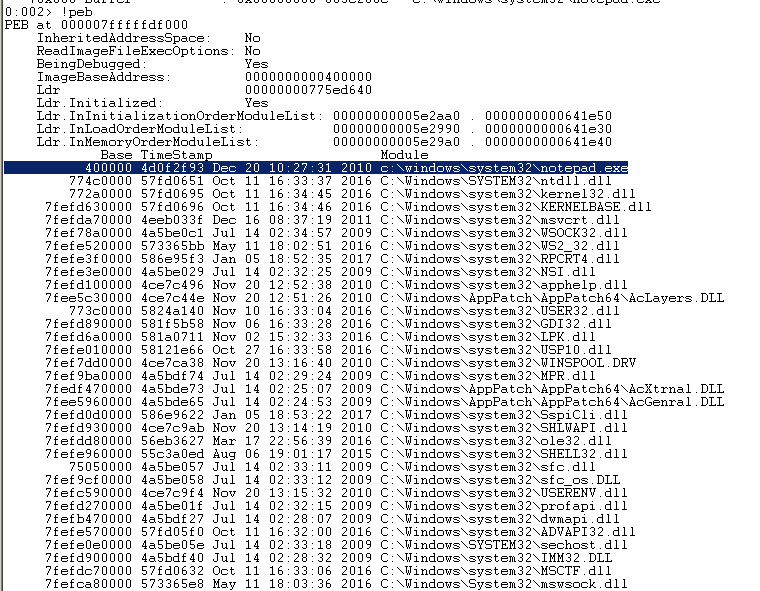 0:002> !peb
PEB at 000007fffffdf000
InheritedAddressSpace: No
ReadImageFileExecOptions: No
BeingDebugged: Yes
ImageBaseAddress: 0000000000400000
Ldr 00000000775ed640
Ldr.Initialized: Yes
Ldr.InInitializationOrderModuleList: 00000000005e2aa0 . 0000000000641e50
Ldr.InLoadOrderModuleList: 00000000005e2990 . 0000000000641e30
Ldr.InMemoryOrderModuleList: 00000000005e29a0 . 0000000000641e40
Base TimeStamp Module
400000 4d0f2f93 Dec 20 10:27:31 2010 c:\windows\system32\notepad.exe
774c0000 57fd0651 Oct 11 16:33:37 2016 C:\Windows\SYSTEM32\ntdll.dll
772a0000 57fd0695 Oct 11 16:34:45 2016 C:\Windows\system32\kernel32.dll
7fefd630000 57fd0696 Oct 11 16:34:46 2016 C:\Windows\system32\KERNELBASE.dll
7fefda70000 4eeb033f Dec 16 08:37:19 2011 C:\Windows\system32\msvcrt.dll
7fef78a0000 4a5be0c1 Jul 14 02:34:57 2009 C:\Windows\system32\WSOCK32.dll
7fefe520000 573365bb May 11 18:02:51 2016 C:\Windows\system32\WS2_32.dll
7fefe3f0000 586e95f3 Jan 05 18:52:35 2017 C:\Windows\system32\RPCRT4.dll
7fefe3e0000 4a5be029 Jul 14 02:32:25 2009 C:\Windows\system32\NSI.dll
7fefd100000 4ce7c496 Nov 20 12:52:38 2010 C:\Windows\system32\apphelp.dll
7fee5c30000 4ce7c44e Nov 20 12:51:26 2010 C:\Windows\AppPatch\AppPatch64\AcLayers.DLL
773c0000 5824a140 Nov 10 16:33:04 2016 C:\Windows\system32\USER32.dll
7fefd890000 581f5b58 Nov 06 16:33:28 2016 C:\Windows\system32\GDI32.dll
7fefd6a0000 581a0711 Nov 02 15:32:33 2016 C:\Windows\system32\LPK.dll
7fefe010000 58121e66 Oct 27 16:33:58 2016 C:\Windows\system32\USP10.dll
7fef7dd0000 4ce7ca38 Nov 20 13:16:40 2010 C:\Windows\system32\WINSPOOL.DRV
7fef9ba0000 4a5bdf74 Jul 14 02:29:24 2009 C:\Windows\system32\MPR.dll
7fedf470000 4a5bde73 Jul 14 02:25:07 2009 C:\Windows\AppPatch\AppPatch64\AcXtrnal.DLL
7fee5960000 4a5bde65 Jul 14 02:24:53 2009 C:\Windows\AppPatch\AppPatch64\AcGenral.DLL
7fefd0d0000 586e9622 Jan 05 18:53:22 2017 C:\Windows\system32\SspiCli.dll
7fefd930000 4ce7c9ab Nov 20 13:14:19 2010 C:\Windows\system32\SHLWAPI.dll
7fefdd80000 56eb3627 Mar 17 22:56:39 2016 C:\Windows\system32\ole32.dll
7fefe960000 55c3a0ed Aug 06 19:01:17 2015 C:\Windows\system32\SHELL32.dll
75050000 4a5be057 Jul 14 02:33:11 2009 C:\Windows\system32\sfc.dll
7fef9cf0000 4a5be058 Jul 14 02:33:12 2009 C:\Windows\system32\sfc_os.DLL
7fefc590000 4ce7c9f4 Nov 20 13:15:32 2010 C:\Windows\system32\USERENV.dll
7fefd270000 4a5be01f Jul 14 02:32:15 2009 C:\Windows\system32\profapi.dll
7fefb470000 4a5bdf27 Jul 14 02:28:07 2009 C:\Windows\system32\dwmapi.dll
7fefe570000 57fd05f0 Oct 11 16:32:00 2016 C:\Windows\system32\ADVAPI32.dll
7fefe0e0000 4a5be05e Jul 14 02:33:18 2009 C:\Windows\SYSTEM32\sechost.dll
7fefd900000 4a5bdf40 Jul 14 02:28:32 2009 C:\Windows\system32\IMM32.DLL
7fefdc70000 57fd0632 Oct 11 16:33:06 2016 C:\Windows\system32\MSCTF.dll
7fefca80000 573365e8 May 11 18:03:36 2016 C:\Windows\system32\mswsock.dll